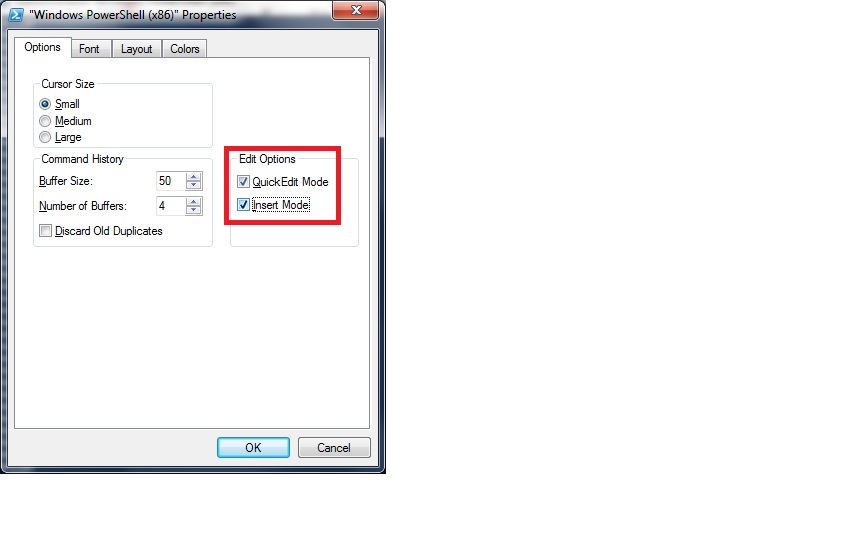 "Windows PowerShell (x86)" Properties
Options Font Layout Colors
Cursor Size
Small
Medium
Large
Command History
Buffer Size: 50
Number of Buffers: 4
Discard Old Duplicates
Edit Options
QuickEdit Mode
Insert Mode
OK Cancel